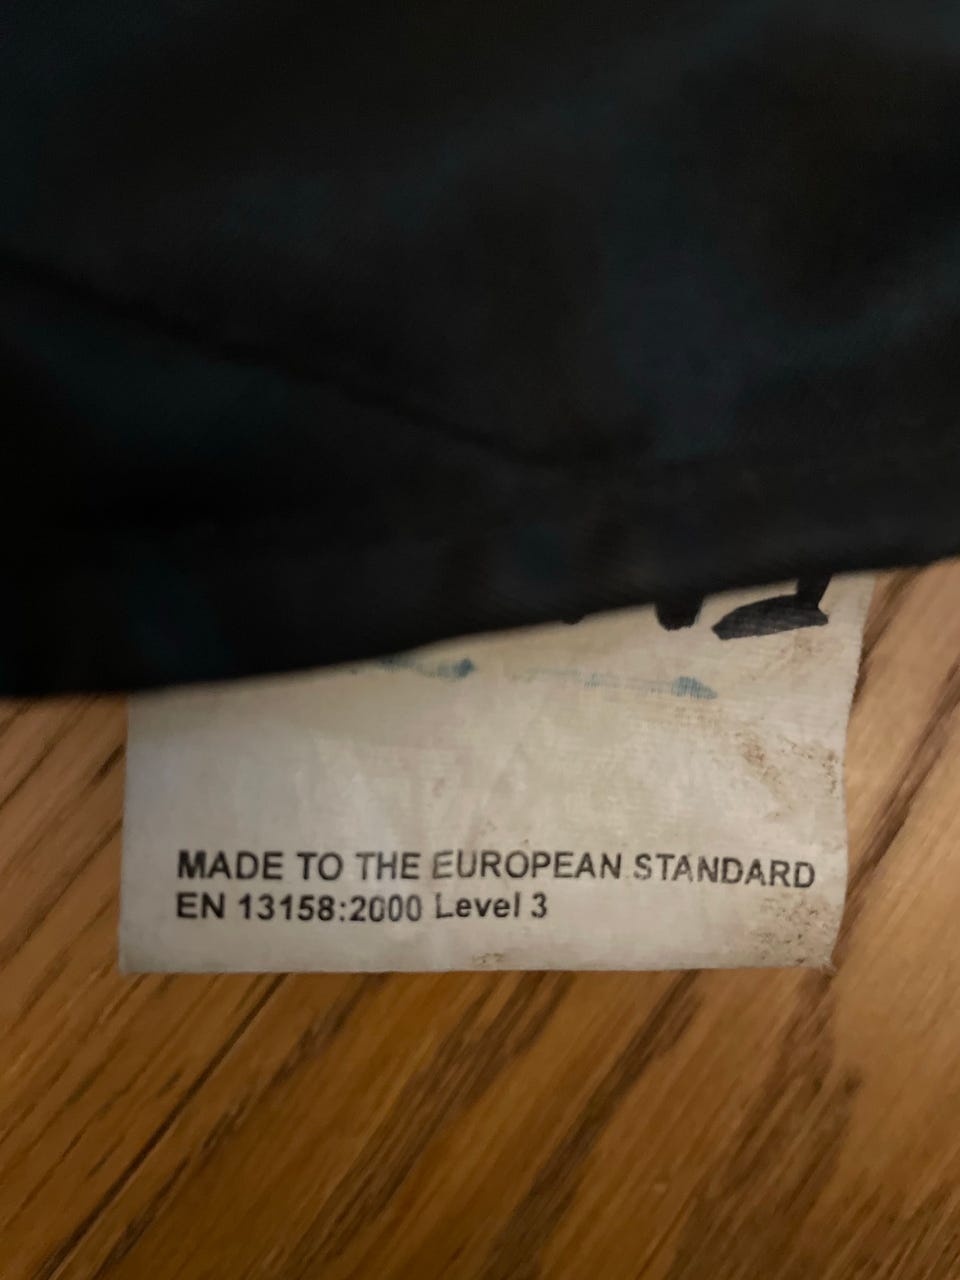 MADE TO THE EUROPEAN STANDARD
EN 13158:2000 Level 3